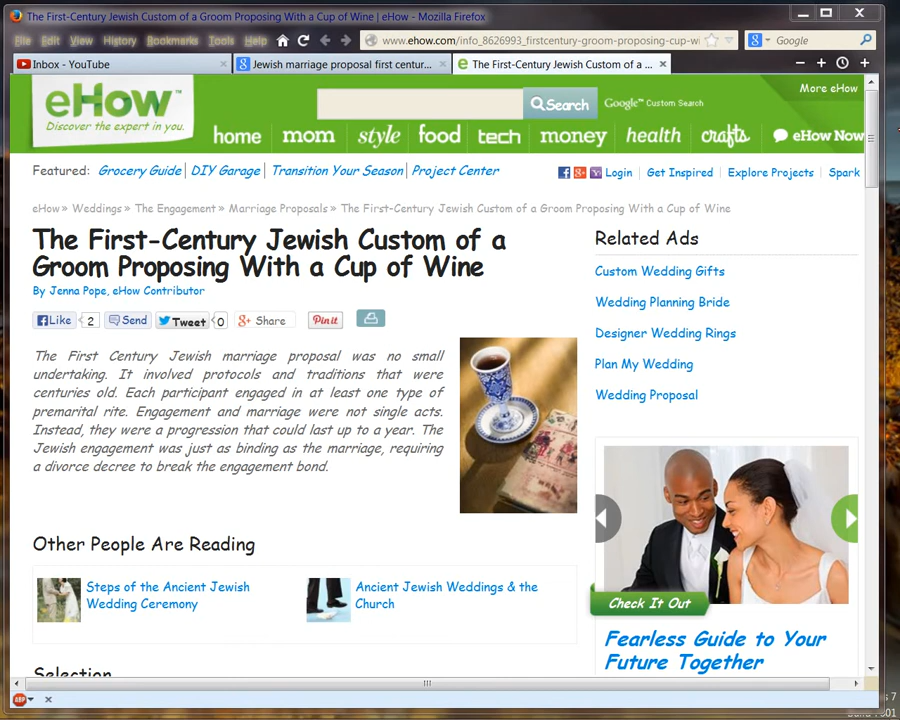 The First-Century Jewish Custom of a Groom Proposing With a Cup of Wine | eHow - Mozilla Firefox
File Edit View History Bookmarks Tools Help
www.ehow.com/info_8626993_firstcentury-groom-proposing-cup-wi
Google
Inbox - YouTube
Jewish marriage proposal first centur...
The First-Century Jewish Custom of a ...
More eHow
eHow™
Discover the expert in you.
Search
Google™ Custom Search
home mom style food tech money health crafts eHow Now
Featured: Grocery Guide | DIY Garage | Transition Your Season | Project Center
Login | Get Inspired | Explore Projects | Spark
eHow » Weddings » The Engagement » Marriage Proposals » The First-Century Jewish Custom of a Groom Proposing With a Cup of Wine
The First-Century Jewish Custom of a
Groom Proposing With a Cup of Wine
By Jenna Pope, eHow Contributor
Like 2 Send Tweet 0 Share Pin it
The First Century Jewish marriage proposal was no small
undertaking. It involved protocols and traditions that were
centuries old. Each participant engaged in at least one type of
premarital rite. Engagement and marriage were not single acts.
Instead, they were a progression that could last up to a year. The
Jewish engagement was just as binding as the marriage, requiring
a divorce decree to break the engagement bond.
Other People Are Reading
Steps of the Ancient Jewish
Wedding Ceremony
Ancient Jewish Weddings & the
Church
Selection
Related Ads
Custom Wedding Gifts
Wedding Planning Bride
Designer Wedding Rings
Plan My Wedding
Wedding Proposal
Check It Out
Fearless Guide to Your
Future Together
ABP